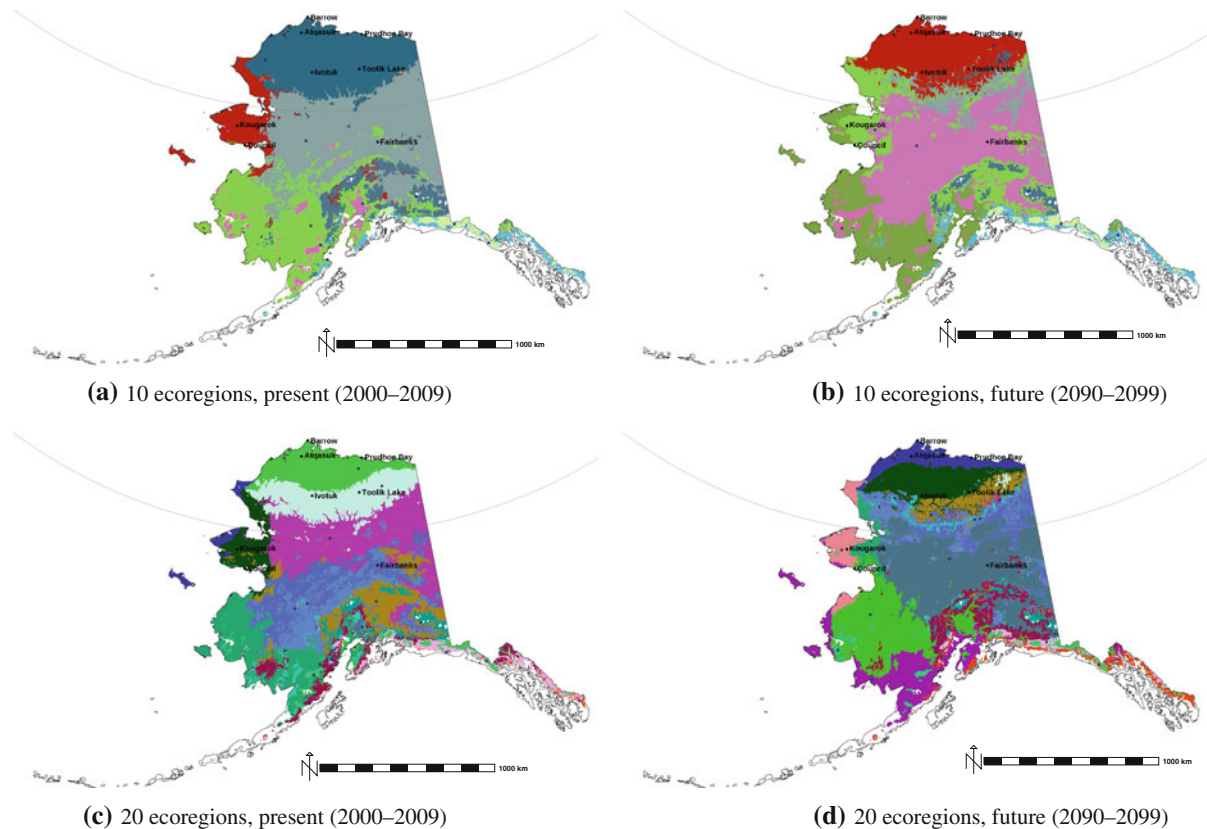 Barrow
Atqasuk
Prudhoe Bay
Ivotuk
Toolik Lake
Kougarok
Council
Fairbanks
N
1000 km
(a) 10 ecoregions, present (2000–2009)
Barrow
Atqasuk
Prudhoe Bay
Ivotuk
Toolik Lake
Kougarok
Council
Fairbanks
N
1000 km
(b) 10 ecoregions, future (2090–2099)
Barrow
Atqasuk
Prudhoe Bay
Ivotuk
Toolik Lake
Kougarok
Council
Fairbanks
N
1000 km
(c) 20 ecoregions, present (2000–2009)
Barrow
Atqasuk
Prudhoe Bay
Ivotuk
Toolik Lake
Kougarok
Council
Fairbanks
N
1000 km
(d) 20 ecoregions, future (2090–2099)